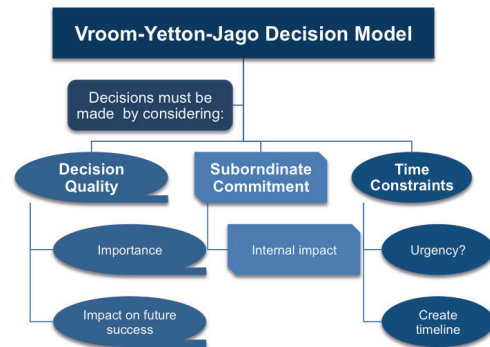 Vroom-Yetton-Jago Decision Model
Decisions must be
made by considering:
Decision
Quality
Suborndinate
Commitment
Time
Constraints
Importance
Internal impact
Urgency?
Impact on future
success
Create
timeline